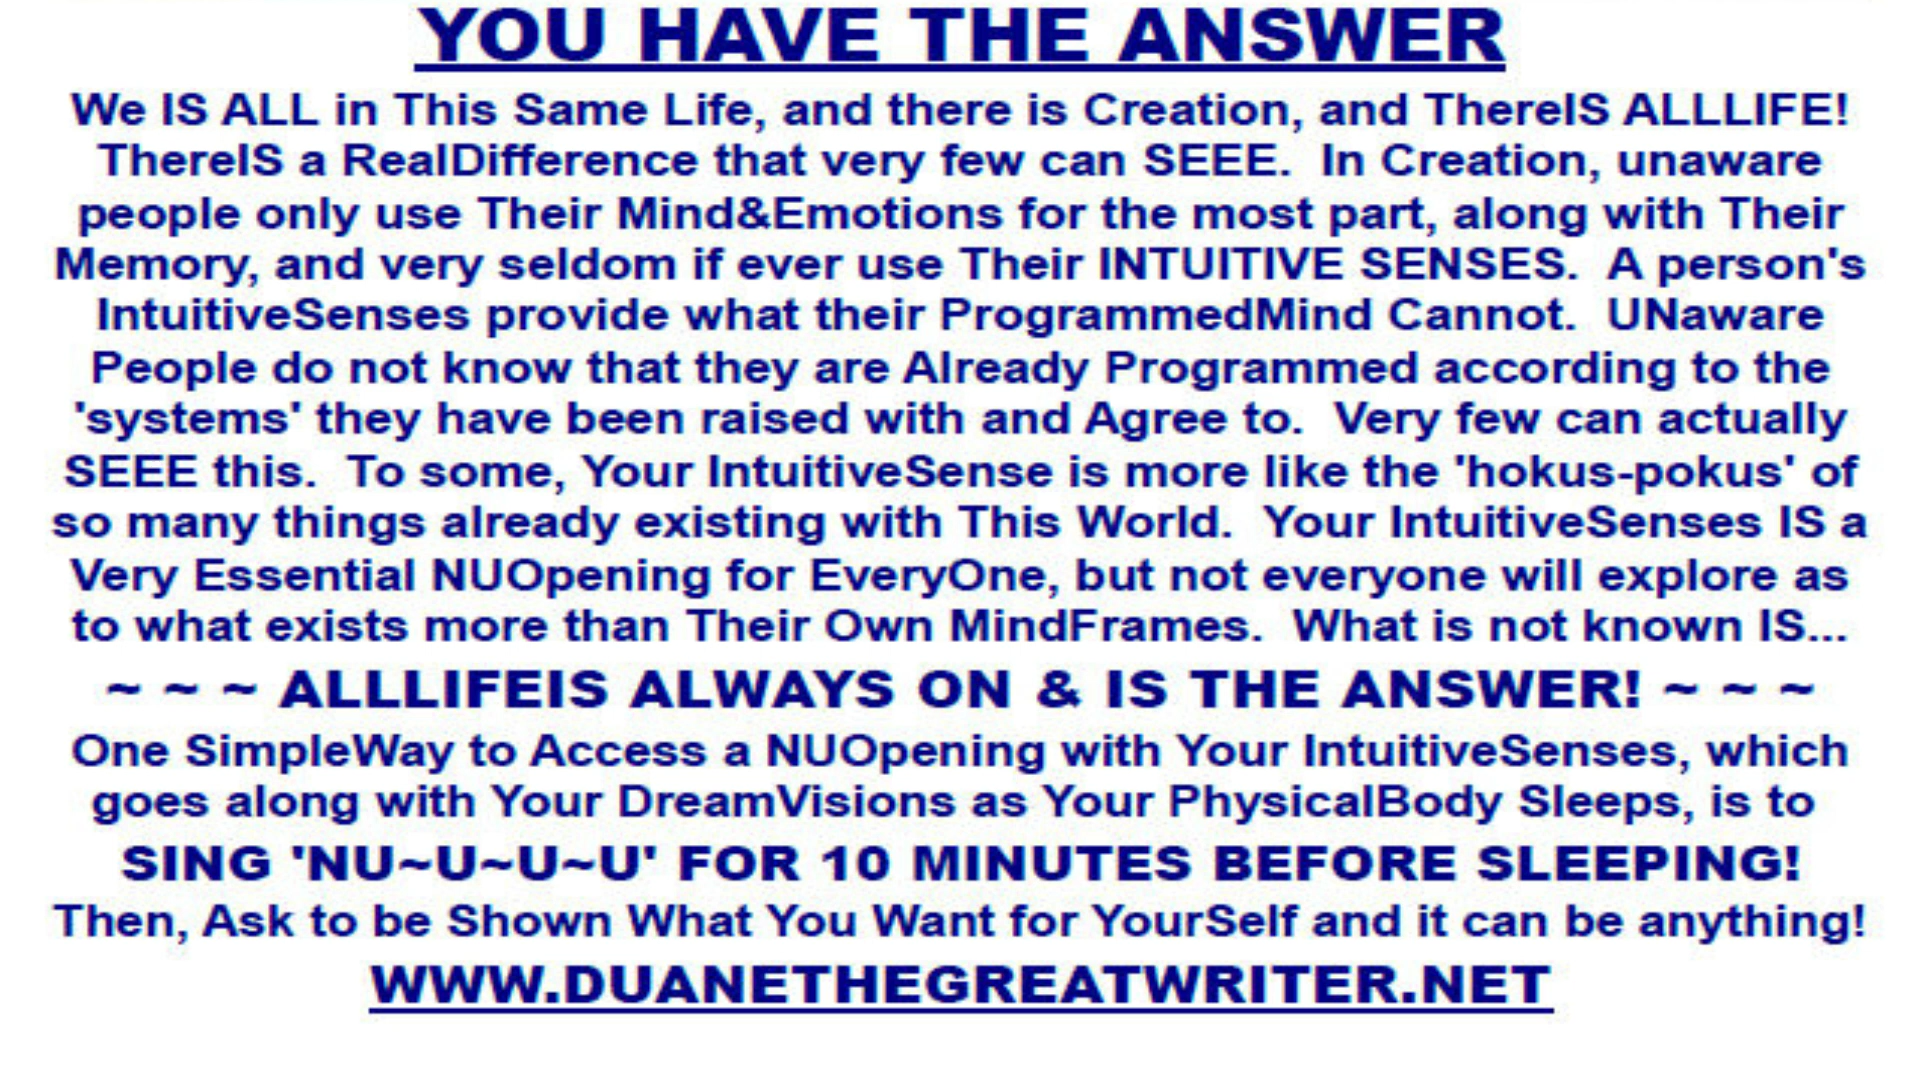 YOU HAVE THE ANSWER
We IS ALL in This Same Life, and there is Creation, and ThereIS ALLLIFE!
ThereIS a RealDifference that very few can SEEE.  In Creation, unaware
people only use Their Mind&Emotions for the most part, along with Their
Memory, and very seldom if ever use Their INTUITIVE SENSES.  A person's
IntuitiveSenses provide what their ProgrammedMind Cannot.  UNaware
People do not know that they are Already Programmed according to the
'systems' they have been raised with and Agree to.  Very few can actually
SEEE this.  To some, Your IntuitiveSense is more like the 'hokus-pokus' of
so many things already existing with This World.  Your IntuitiveSenses IS a
Very Essential NUOpening for EveryOne, but not everyone will explore as
to what exists more than Their Own MindFrames.  What is not known IS...
~ ~ ~ ALLLIFEIS ALWAYS ON & IS THE ANSWER! ~ ~ ~
One SimpleWay to Access a NUOpening with Your IntuitiveSenses, which
goes along with Your DreamVisions as Your PhysicalBody Sleeps, is to
SING 'NU~U~U~U' FOR 10 MINUTES BEFORE SLEEPING!
Then, Ask to be Shown What You Want for YourSelf and it can be anything!
WWW.DUANETHEGREATWRITER.NET